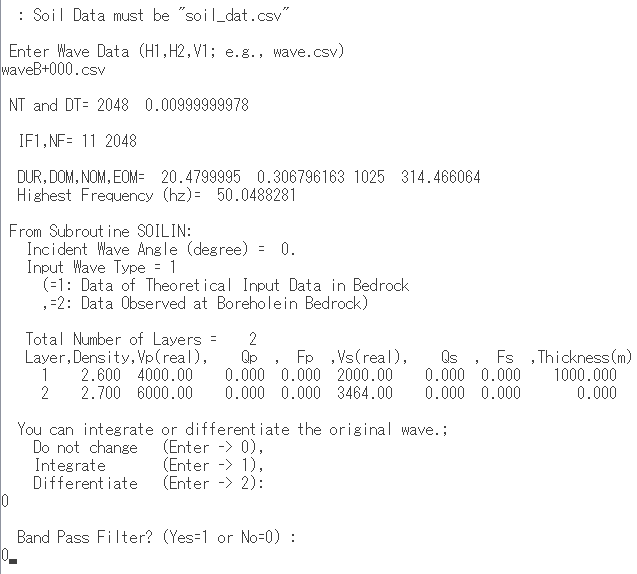 : Soil Data must be "soil_dat.csv"
Enter Wave Data (H1,H2,V1; e.g., wave.csv)
waveB+000.csv
NT and DT= 2048 0.00999999978
IF1,NF= 11 2048
DUR,DOM,NOM,EOM= 20.4799995 0.306796163 1025 314.466064
Highest Frequency (hz)= 50.0488281
From Subroutine SOILIN:
Incident Wave Angle (degree) = 0.
Input Wave Type = 1
(=1: Data of Theoretical Input Data in Bedrock
,=2: Data Observed at Boreholein Bedrock)
Total Number of Layers = 2
Layer,Density,Vp(real), Qp , Fp ,Vs(real), Qs , Fs ,Thickness(m)
1 2.600 4000.00 0.000 0.000 2000.00 0.000 0.000 1000.000
2 2.700 6000.00 0.000 0.000 3464.00 0.000 0.000 0.000
You can integrate or differentiate the original wave.;
Do not change (Enter -> 0),
Integrate (Enter -> 1),
Differentiate (Enter -> 2):
0
Band Pass Filter? (Yes=1 or No=0) :
0